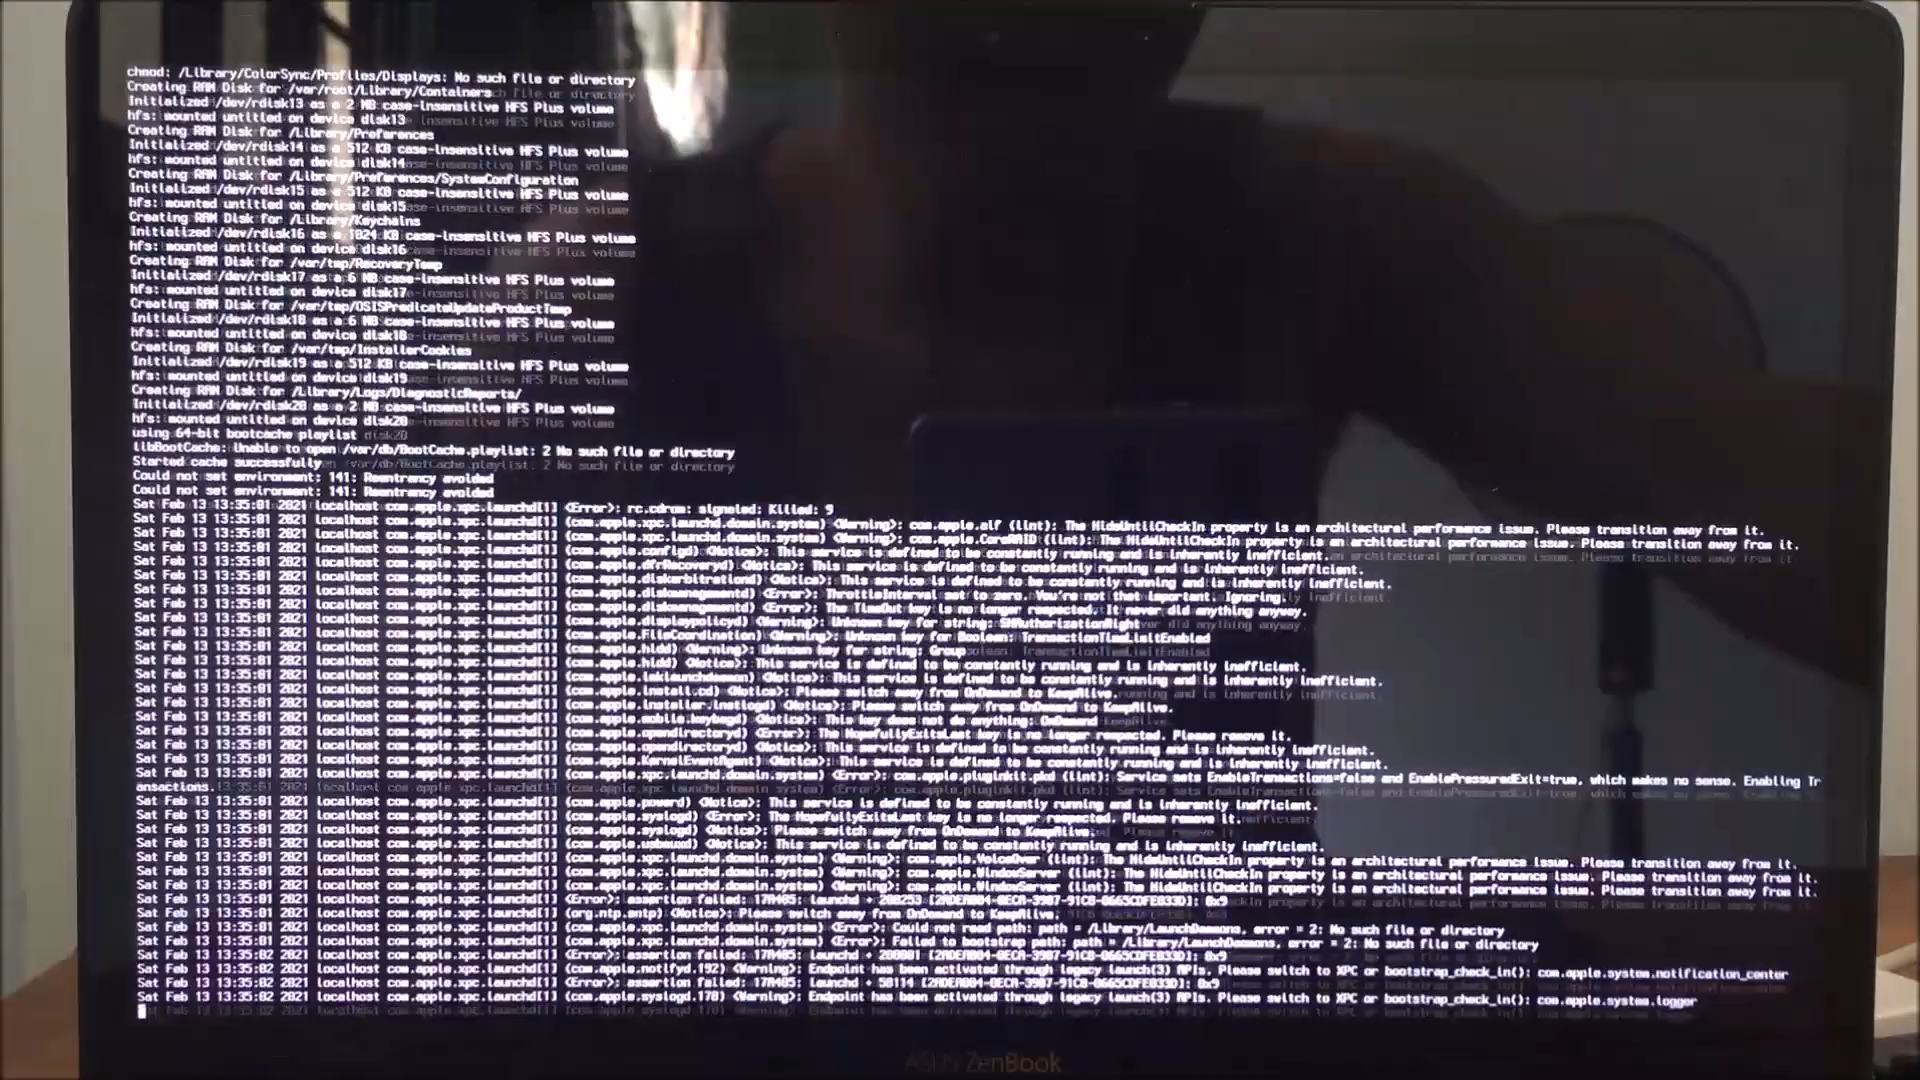 chmod: /Library/ColorSync/Profiles/Displays: No such file or directory
Creating RAM Disk for /var/root/Library/Containers
Initialized /dev/rdisk13 as a 2 MB case-insensitive HFS Plus volume
hfs: mounted untitled on device disk13
Creating RAM Disk for /Library/Preferences
Initialized /dev/rdisk14 as a 512 KB case-insensitive HFS Plus volume
hfs: mounted untitled on device disk14
Creating RAM Disk for /Library/Preferences/SystemConfiguration
Initialized /dev/rdisk15 as a 512 KB case-insensitive HFS Plus volume
hfs: mounted untitled on device disk15
Creating RAM Disk for /Library/Keychains
Initialized /dev/rdisk16 as a 1024 KB case-insensitive HFS Plus volume
hfs: mounted untitled on device disk16
Creating RAM Disk for /var/tmp/RecoveryTemp
Initialized /dev/rdisk17 as a 6 MB case-insensitive HFS Plus volume
hfs: mounted untitled on device disk17
Creating RAM Disk for /var/tmp/OSISPredicateUpdateProductTemp
Initialized /dev/rdisk18 as a 6 MB case-insensitive HFS Plus volume
hfs: mounted untitled on device disk18
Creating RAM Disk for /var/tmp/InstallerCookies
Initialized /dev/rdisk19 as a 512 KB case-insensitive HFS Plus volume
hfs: mounted untitled on device disk19
Creating RAM Disk for /Library/Logs/DiagnosticReports/
Initialized /dev/rdisk20 as a 2 MB case-insensitive HFS Plus volume
hfs: mounted untitled on device disk20
using 64-bit bootcache playlist
libBootCache: Unable to open /var/db/BootCache.playlist: 2 No such file or directory
Started cache successfully
Could not set environment: 141: Reentrancy avoided
Could not set environment: 141: Reentrancy avoided
Sat Feb 13 13:35:01 2021 localhost com.apple.xpc.launchd[1] <Error>: rc.cdrom: signaled: Killed: 9
Sat Feb 13 13:35:01 2021 localhost com.apple.xpc.launchd[1] (com.apple.xpc.launchd.domain.system) <Warning>: com.apple.alf (lint): The HideUntilCheckIn property is an architectural performance issue. Please transition away from it.
Sat Feb 13 13:35:01 2021 localhost com.apple.xpc.launchd[1] (com.apple.xpc.launchd.domain.system) <Warning>: com.apple.CoreRAID (lint): The HideUntilCheckIn property is an architectural performance issue. Please transition away from it.
Sat Feb 13 13:35:01 2021 localhost com.apple.xpc.launchd[1] (com.apple.configd) <Notice>: This service is defined to be constantly running and is inherently inefficient.
Sat Feb 13 13:35:01 2021 localhost com.apple.xpc.launchd[1] (com.apple.dfrRecoveryd) <Notice>: This service is defined to be constantly running and is inherently inefficient.
Sat Feb 13 13:35:01 2021 localhost com.apple.xpc.launchd[1] (com.apple.diskarbitrationd) <Notice>: This service is defined to be constantly running and is inherently inefficient.
Sat Feb 13 13:35:01 2021 localhost com.apple.xpc.launchd[1] (com.apple.diskmanagementd) <Error>: ThrottleInterval set to zero. You're not that important. Ignoring.
Sat Feb 13 13:35:01 2021 localhost com.apple.xpc.launchd[1] (com.apple.diskmanagementd) <Error>: The TimeOut key is no longer respected. It never did anything anyway.
Sat Feb 13 13:35:01 2021 localhost com.apple.xpc.launchd[1] (com.apple.displaypolicyd) <Warning>: Unknown key for string: SHAuthorizationRight
Sat Feb 13 13:35:01 2021 localhost com.apple.xpc.launchd[1] (com.apple.FileCoordination) <Warning>: Unknown key for Boolean: TransactionTimeLimitEnabled
Sat Feb 13 13:35:01 2021 localhost com.apple.xpc.launchd[1] (com.apple.hidd) <Warning>: Unknown key for string: Group
Sat Feb 13 13:35:01 2021 localhost com.apple.xpc.launchd[1] (com.apple.hidd) <Notice>: This service is defined to be constantly running and is inherently inefficient.
Sat Feb 13 13:35:01 2021 localhost com.apple.xpc.launchd[1] (com.apple.iokitdaemon) <Notice>: This service is defined to be constantly running and is inherently inefficient.
Sat Feb 13 13:35:01 2021 localhost com.apple.xpc.launchd[1] (com.apple.install.cd) <Notice>: Please switch away from OnDemand to KeepAlive.
Sat Feb 13 13:35:01 2021 localhost com.apple.xpc.launchd[1] (com.apple.installer.instlogd) <Notice>: Please switch away from OnDemand to KeepAlive.
Sat Feb 13 13:35:01 2021 localhost com.apple.xpc.launchd[1] (com.apple.mobile.keybagd) <Notice>: This key does not do anything: OnDemand
Sat Feb 13 13:35:01 2021 localhost com.apple.xpc.launchd[1] (com.apple.opendirectoryd) <Error>: The HopefullyExitsLast key is no longer respected. Please remove it.
Sat Feb 13 13:35:01 2021 localhost com.apple.xpc.launchd[1] (com.apple.opendirectoryd) <Notice>: This service is defined to be constantly running and is inherently inefficient.
Sat Feb 13 13:35:01 2021 localhost com.apple.xpc.launchd[1] (com.apple.KernelEventAgent) <Notice>: This service is defined to be constantly running and is inherently inefficient.
Sat Feb 13 13:35:01 2021 localhost com.apple.xpc.launchd[1] (com.apple.xpc.launchd.domain.system) <Error>: com.apple.pluginkit.pkd (lint): Service sets EnableTransactions=false and EnablePressuredExit=true, which makes no sense. Enabling Tr
ansactions.
Sat Feb 13 13:35:01 2021 localhost com.apple.xpc.launchd[1] (com.apple.powerd) <Notice>: This service is defined to be constantly running and is inherently inefficient.
Sat Feb 13 13:35:01 2021 localhost com.apple.xpc.launchd[1] (com.apple.syslogd) <Error>: The HopefullyExitsLast key is no longer respected. Please remove it.
Sat Feb 13 13:35:01 2021 localhost com.apple.xpc.launchd[1] (com.apple.syslogd) <Notice>: Please switch away from OnDemand to KeepAlive.
Sat Feb 13 13:35:01 2021 localhost com.apple.xpc.launchd[1] (com.apple.usbmuxd) <Notice>: This service is defined to be constantly running and is inherently inefficient.
Sat Feb 13 13:35:01 2021 localhost com.apple.xpc.launchd[1] (com.apple.xpc.launchd.domain.system) <Warning>: com.apple.VoiceOver (lint): The HideUntilCheckIn property is an architectural performance issue. Please transition away from it.
Sat Feb 13 13:35:01 2021 localhost com.apple.xpc.launchd[1] (com.apple.xpc.launchd.domain.system) <Warning>: com.apple.WindowServer (lint): The HideUntilCheckIn property is an architectural performance issue. Please transition away from it.
Sat Feb 13 13:35:01 2021 localhost com.apple.xpc.launchd[1] (com.apple.xpc.launchd.domain.system) <Warning>: com.apple.WindowServer (lint): The HideUntilCheckIn property is an architectural performance issue. Please transition away from it.
Sat Feb 13 13:35:01 2021 localhost com.apple.xpc.launchd[1] <Error>: assertion failed: 17A405: launchd + 208253 [2ADEA0D4-0ECA-3907-91C8-0665CDFE033D]: 0x9
Sat Feb 13 13:35:01 2021 localhost com.apple.xpc.launchd[1] (org.ntp.sntp) <Notice>: Please switch away from OnDemand to KeepAlive.
Sat Feb 13 13:35:01 2021 localhost com.apple.xpc.launchd[1] <Error>: Could not read path: path = /Library/LaunchDaemons, error = 2: No such file or directory
Sat Feb 13 13:35:01 2021 localhost com.apple.xpc.launchd[1] <Error>: Failed to bootstrap path: path = /Library/LaunchDaemons, error = 2: No such file or directory
Sat Feb 13 13:35:02 2021 localhost com.apple.xpc.launchd[1] <Error>: assertion failed: 17A405: launchd + [2ADEA0D4-0ECA-3907-91C8-0665CDFE033D]: 0x9
Sat Feb 13 13:35:02 2021 localhost com.apple.xpc.launchd[1] (com.apple.notifyd.192) <Warning>: Endpoint has been activated through legacy launch(3) APIs. Please switch to XPC or bootstrap_check_in(): com.apple.system.notification_center
Sat Feb 13 13:35:02 2021 localhost com.apple.xpc.launchd[1] <Error>: assertion failed: 17A405: launchd + 58114 [2ADEA0D4-0ECA-3907-91C8-0665CDFE033D]: 0x9
Sat Feb 13 13:35:02 2021 localhost com.apple.xpc.launchd[1] (com.apple.syslogd.178) <Warning>: Endpoint has been activated through legacy launch(3) APIs. Please switch to XPC or bootstrap_check_in(): com.apple.system.logger
ASUS ZenBook